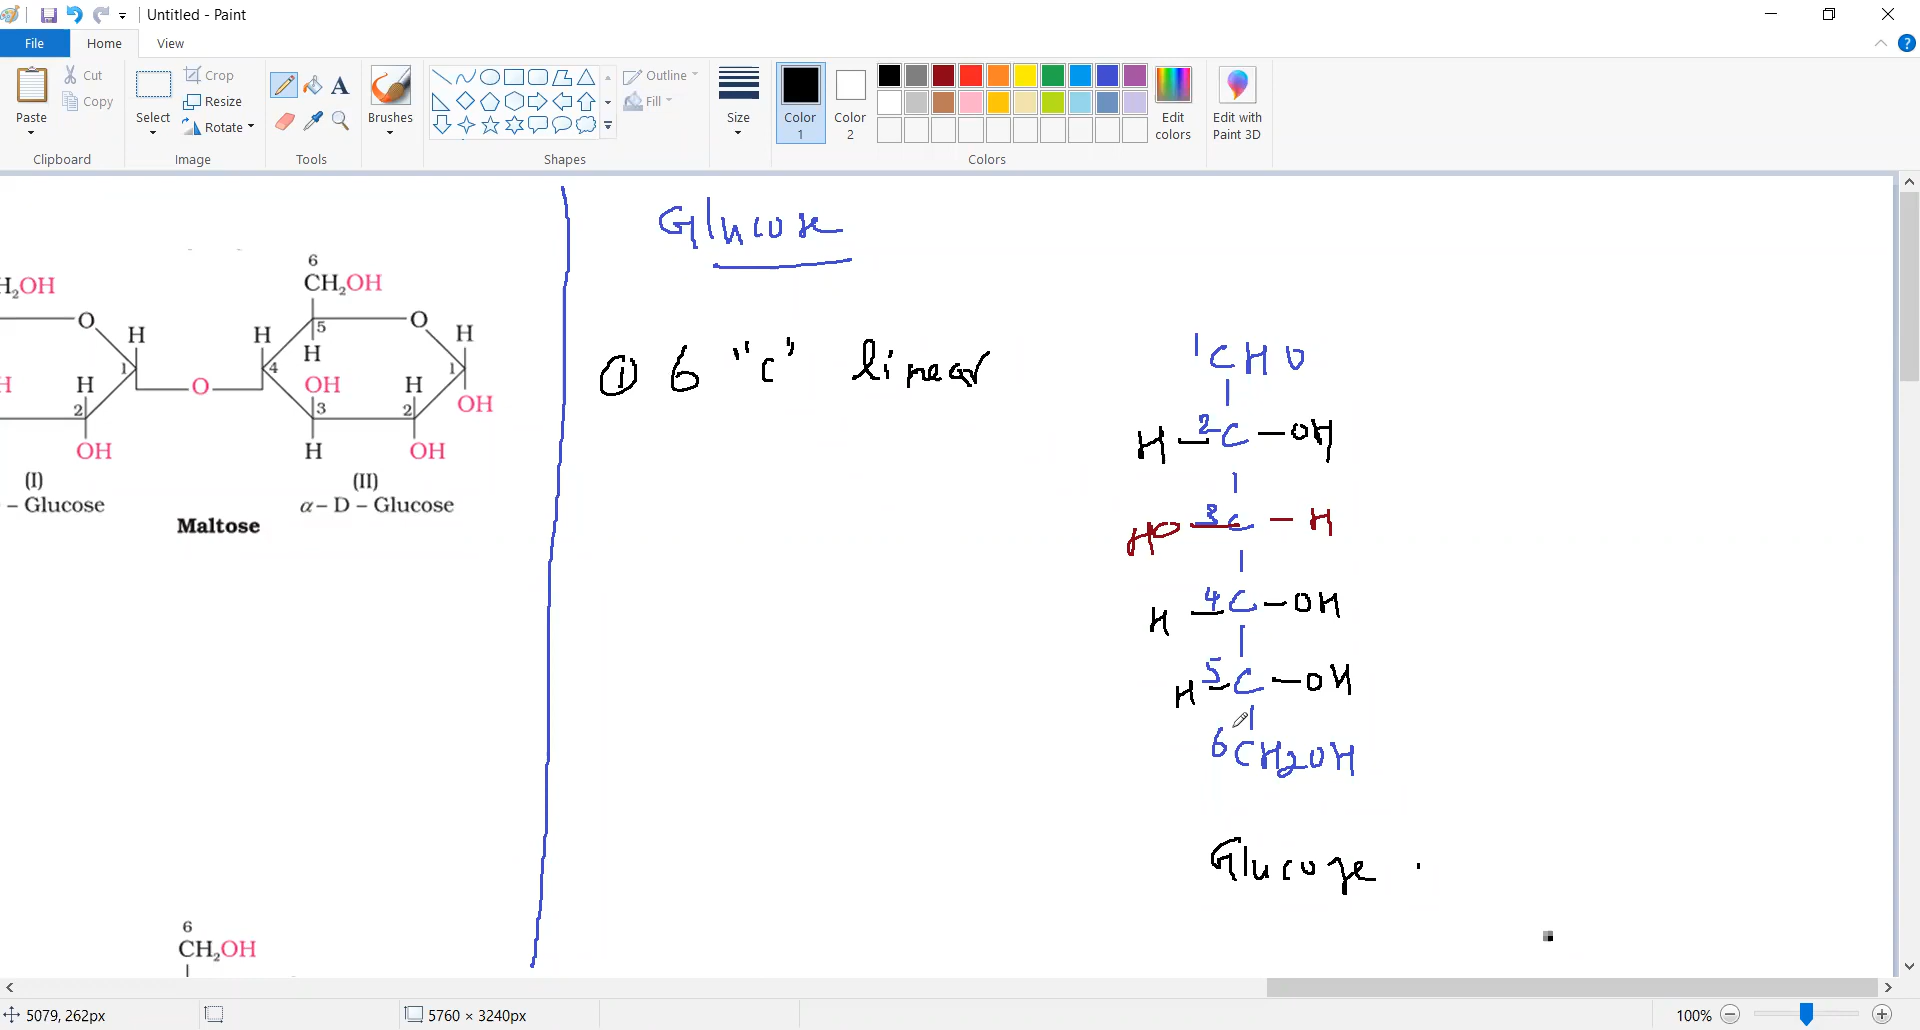 Untitled - Paint
File Home View
Paste
Cut
Copy
Clipboard
Select
Crop
Resize
Rotate
Image
Tools
Brushes
Shapes
Outline
Fill
Size
Color 1
Color 2
Colors
Edit colors
Edit with Paint 3D
H₂OH
O
H
H
H
1
2
OH
O
(I)
– Glucose
6
CH₂OH
5
H
O
H
H
4
1
OH
H
3
2
OH
H
OH
(II)
α – D – Glucose
Maltose
6
CH₂OH
Glucose
① 6 "C" linear
1CHO
H – 2C – OH
HO – 3C – H
H – 4C – OH
H – 5C – OH
6CH2OH
Glucose .
5079, 262px
5760 × 3240px
100%